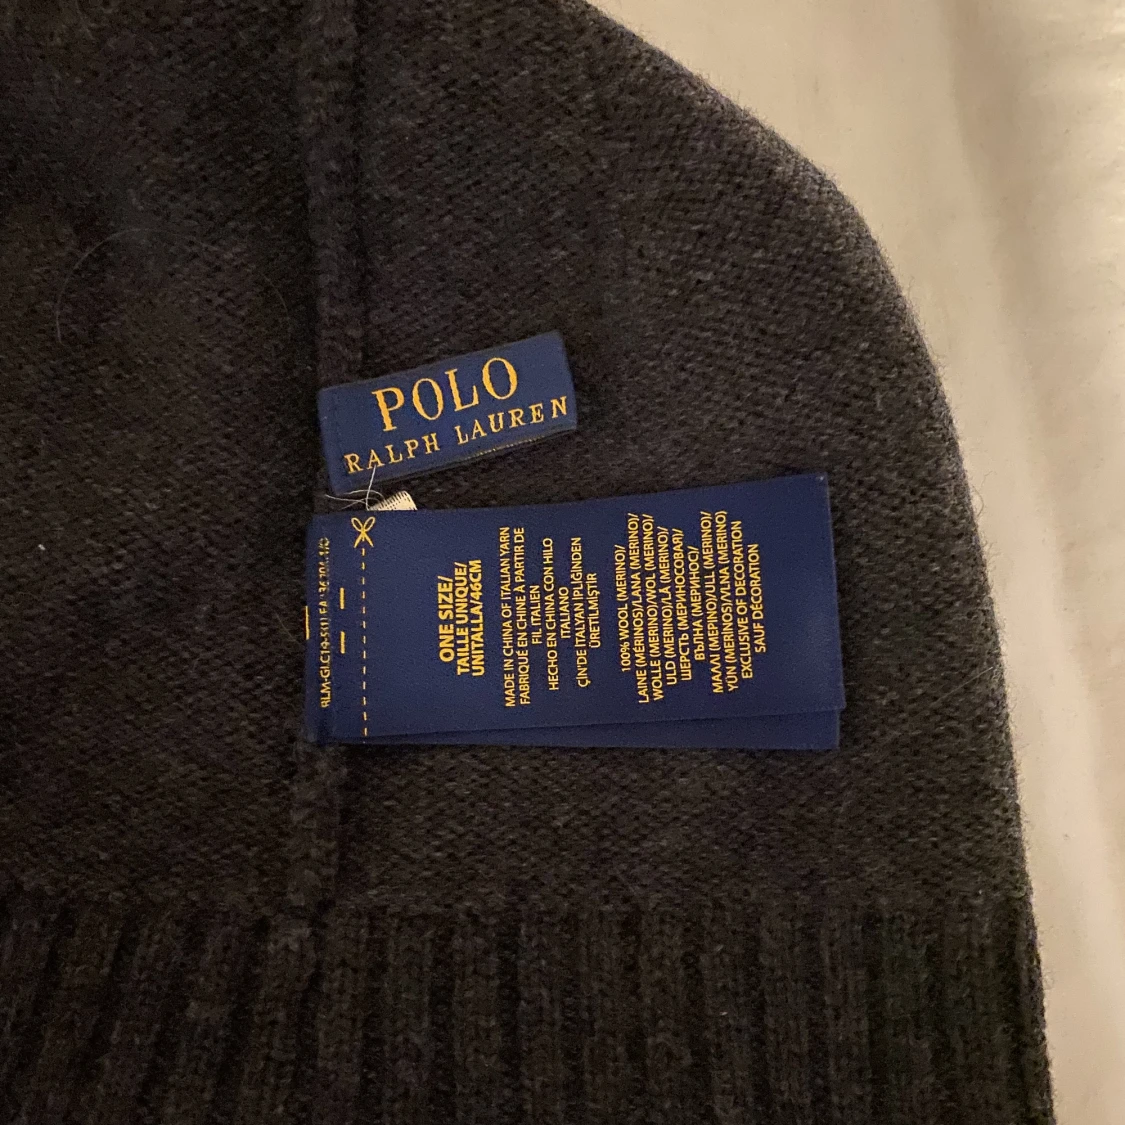 POLO
RALPH LAUREN
ONE SIZE/
TAILLE UNIQUE/
UNITALLA/46CM
MADE IN CHINA OF ITALIAN YARN
FABRIQUÉ EN CHINE À PARTIR DE
FIL ITALIEN
HECHO EN CHINA CON HILO
ITALIANO
ÇİN'DE İTALYAN İPLİĞİNDEN
ÜRETİLMİŞTİR
100% WOOL (MERINO)/
LAINE (MÉRINOS)/LANA (MERINO)/
WOLLE (MERINO)/WOL (MERINO)/
ULD (MERINO)/LÃ (MERINO)/
ШЕРСТЬ (МЕРИНОСОВАЯ)/
ВЪЛНА (МЕРИНОС)/
ΜΑΛΛΙ (ΜΕΡΙΝΟ)/ULL (MERINO)/
YÜN (MERİNOS)/VLNA (MERINO)
EXCLUSIVE OF DECORATION
SAUF DÉCORATION